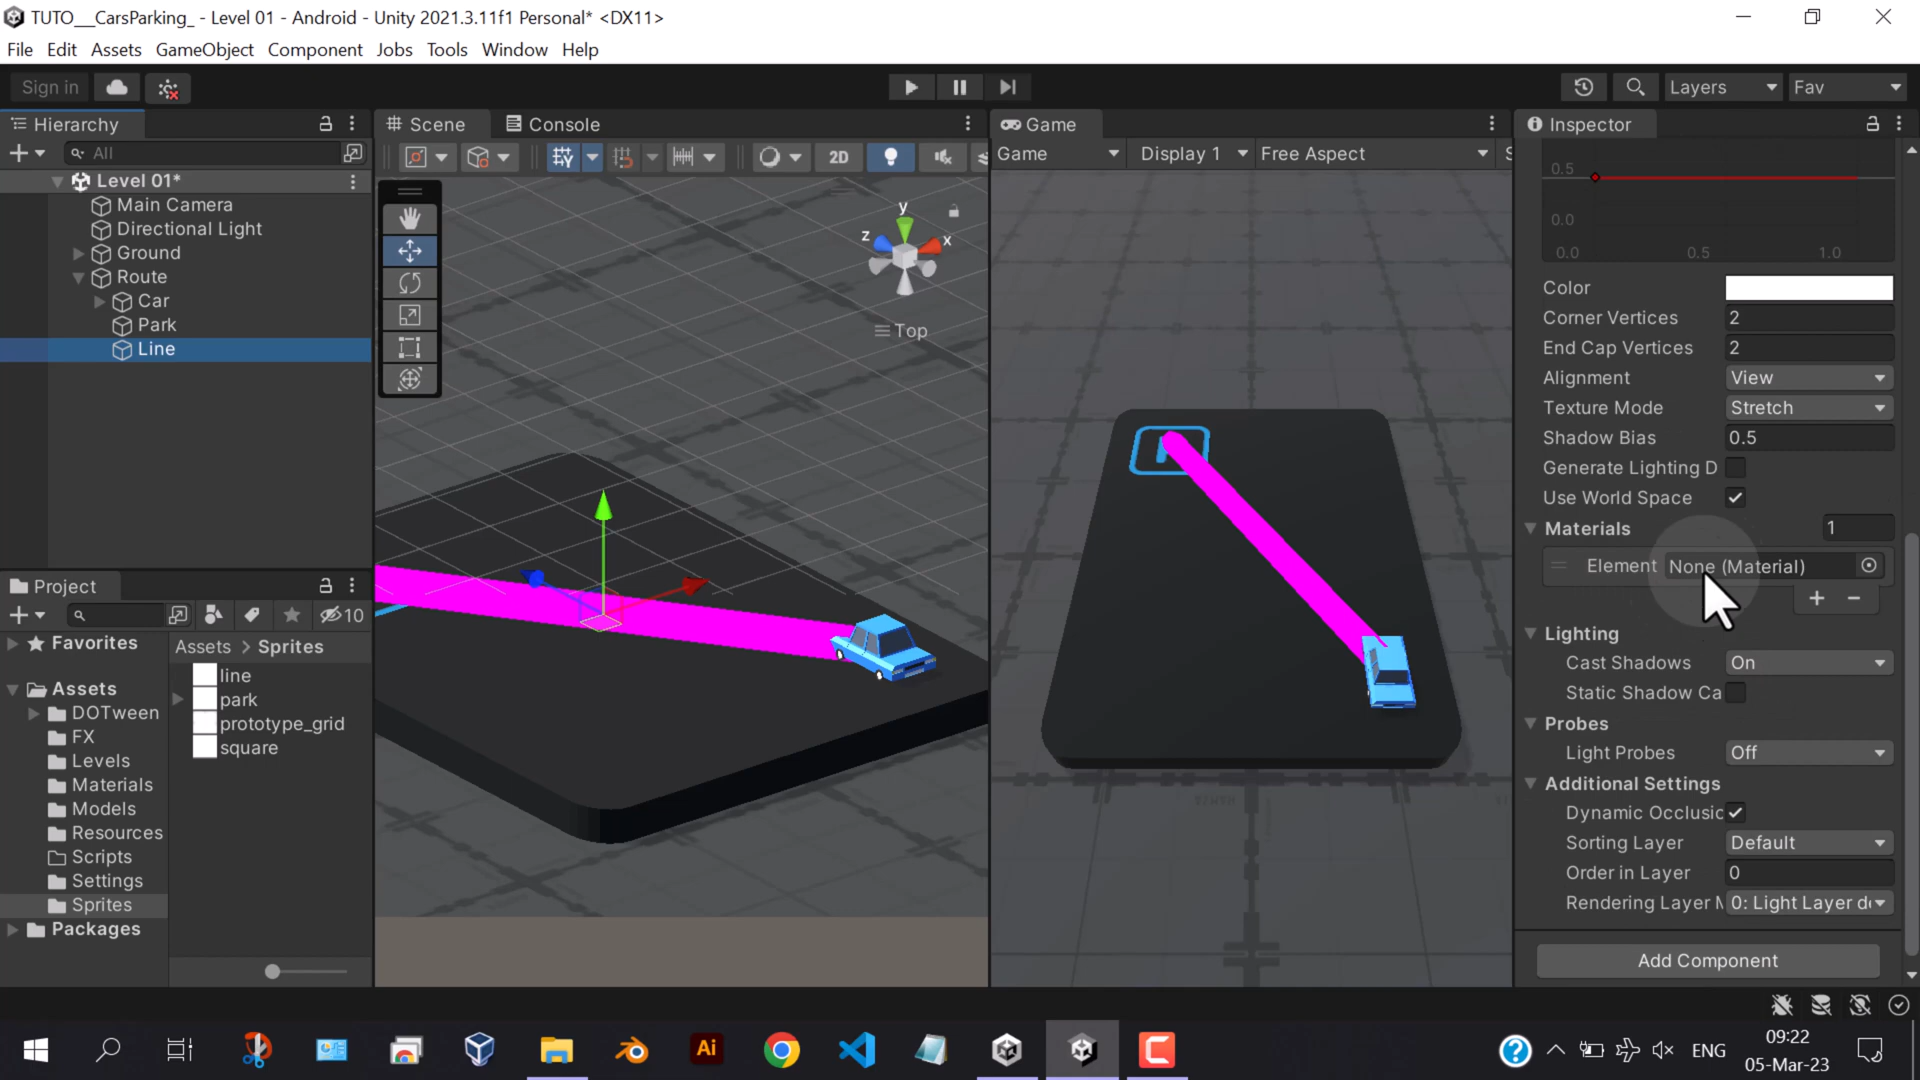 TUTO__CarsParking_ - Level 01 - Android - Unity 2021.3.11f1 Personal* <DX11>
File Edit Assets GameObject Component Jobs Tools Window Help
Sign in
Layers
Fav
Hierarchy
All
Level 01*
Main Camera
Directional Light
Ground
Route
Car
Park
Line
Project
10
Favorites
Assets
DOTween
FX
Levels
Materials
Models
Resources
Scripts
Settings
Sprites
Packages
Assets > Sprites
line
park
prototype_grid
square
Scene
Console
2D
y
z
x
Top
Game
Game
Display 1
Free Aspect
S
Inspector
0.5
0.0
0.0 0.5 1.0
Color
Corner Vertices 2
End Cap Vertices 2
Alignment View
Texture Mode Stretch
Shadow Bias 0.5
Generate Lighting D
Use World Space
Materials 1
Element None (Material)
Lighting
Cast Shadows On
Static Shadow Ca
Probes
Light Probes Off
Additional Settings
Dynamic Occlusic
Sorting Layer Default
Order in Layer 0
Rendering Layer M 0: Light Layer de
Add Component
Ai
ENG
09:22
05-Mar-23